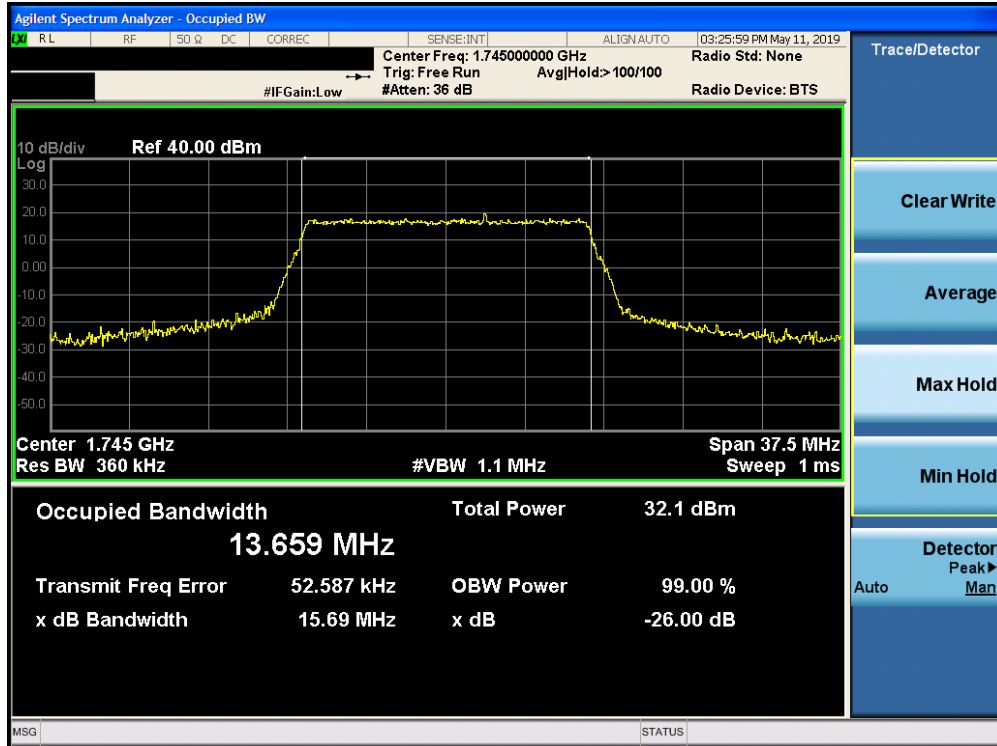 Agilent Spectrum Analyzer - Occupied BW
LXI RL RF 50 Ω DC CORREC SENSE:INT ALIGN AUTO 03:25:59 PM May 11, 2019
Center Freq: 1.745000000 GHz Radio Std: None
Trig: Free Run Avg|Hold:>100/100
#IFGain:Low #Atten: 36 dB Radio Device: BTS
10 dB/div Ref 40.00 dBm
Log
30.0
20.0
10.0
0.00
-10.0
-20.0
-30.0
-40.0
-50.0
Center 1.745 GHz Span 37.5 MHz
Res BW 360 kHz #VBW 1.1 MHz Sweep 1 ms
Occupied Bandwidth Total Power 32.1 dBm
13.659 MHz
Transmit Freq Error 52.587 kHz OBW Power 99.00 %
x dB Bandwidth 15.69 MHz x dB -26.00 dB
MSG STATUS
Trace/Detector
Clear Write
Average
Max Hold
Min Hold
Detector
Peak▶
Auto Man